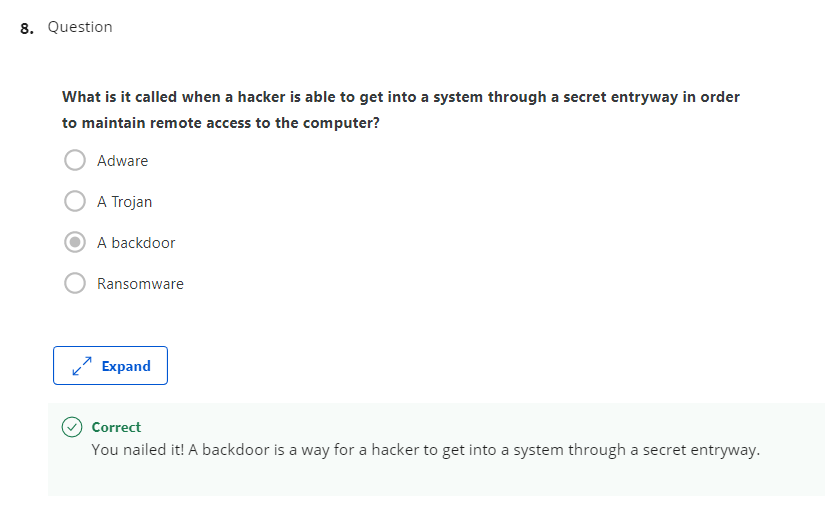 8. Question
What is it called when a hacker is able to get into a system through a secret entryway in order
to maintain remote access to the computer?
Adware
A Trojan
A backdoor
Ransomware
Expand
Correct
You nailed it! A backdoor is a way for a hacker to get into a system through a secret entryway.